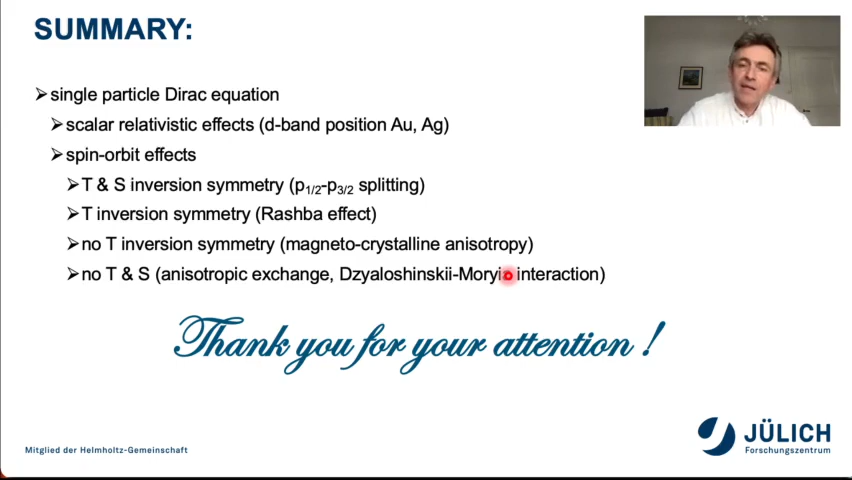 SUMMARY:
➢single particle Dirac equation
➢scalar relativistic effects (d-band position Au, Ag)
➢spin-orbit effects
➢T & S inversion symmetry (p1/2-p3/2 splitting)
➢T inversion symmetry (Rashba effect)
➢no T inversion symmetry (magneto-crystalline anisotropy)
➢no T & S (anisotropic exchange, interaction)
Thank you for your attention !
Mitglied der Helmholtz-Gemeinschaft
JÜLICH
Forschungszentrum